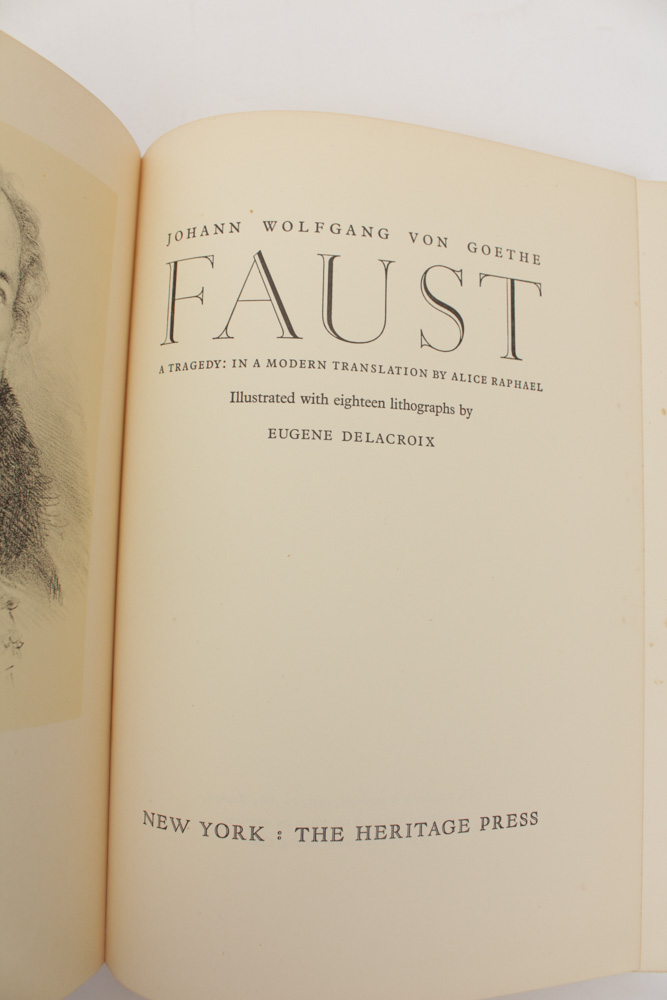 JOHANN WOLFGANG VON GOETHE
FAUST
A TRAGEDY: IN A MODERN TRANSLATION BY ALICE RAPHAEL
Illustrated with eighteen lithographs by
EUGENE DELACROIX
NEW YORK : THE HERITAGE PRESS